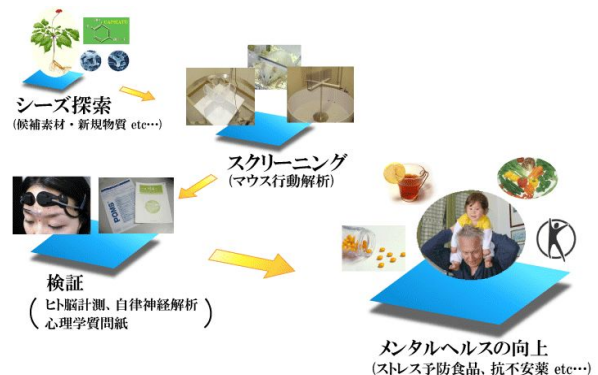 シーズ探索
(候補素材・新規物質 etc…)
スクリーニング
(マウス行動解析)
POMS
検証
(ヒト脳計測、自律神経解析
心理学質問紙)
メンタルヘルスの向上
(ストレス予防食品、抗不安薬 etc…)